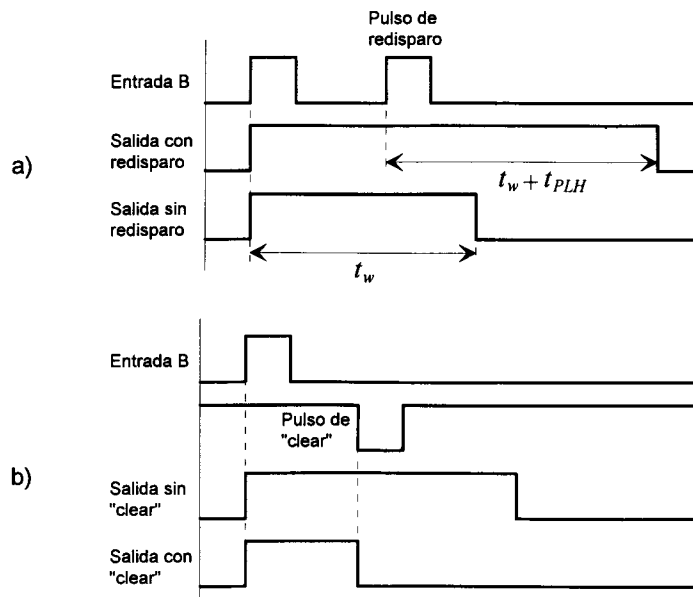 Pulso de
redisparo
Entrada B
Salida con
redisparo
a)
t_w + t_PLH
Salida sin
redisparo
t_w
Entrada B
Pulso de
"clear"
b)
Salida sin
"clear"
Salida con
"clear"